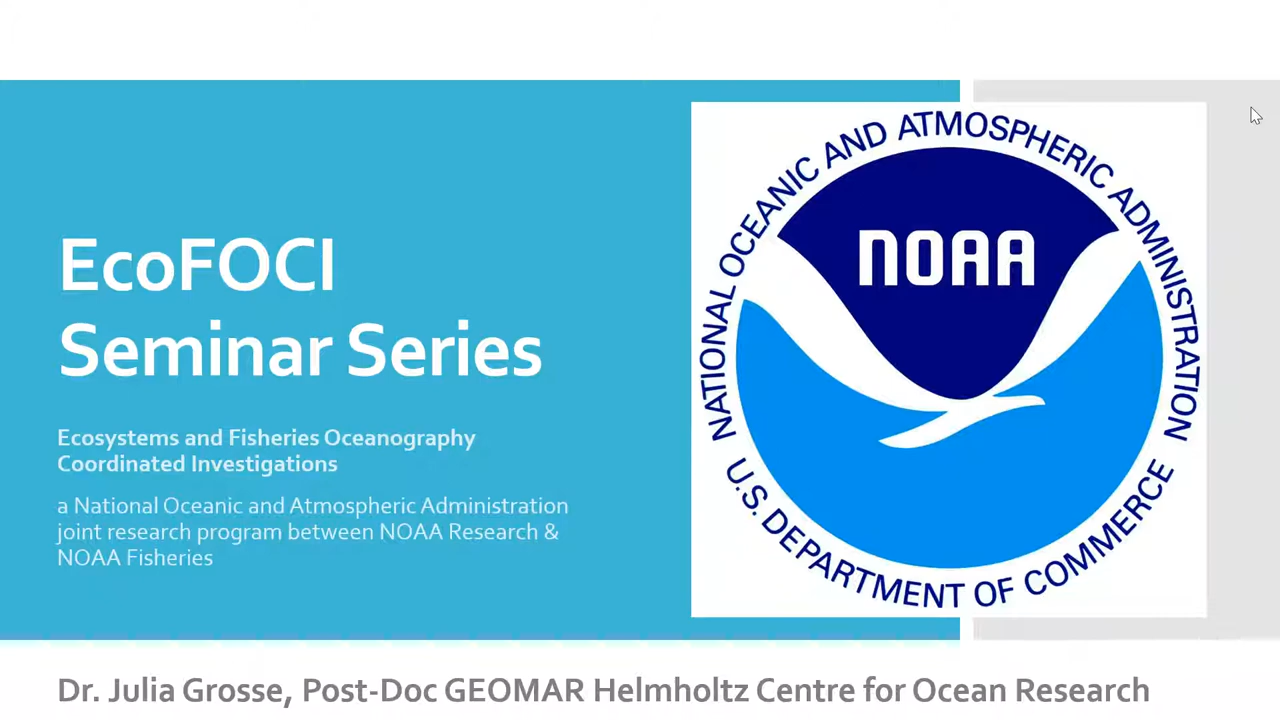 EcoFOCI
Seminar Series
Ecosystems and Fisheries Oceanography
Coordinated Investigations
a National Oceanic and Atmospheric Administration
joint research program between NOAA Research &
NOAA Fisheries
NATIONAL OCEANIC AND ATMOSPHERIC ADMINISTRATION
NOAA
U.S. DEPARTMENT OF COMMERCE
Dr. Julia Grosse, Post-Doc GEOMAR Helmholtz Centre for Ocean Research